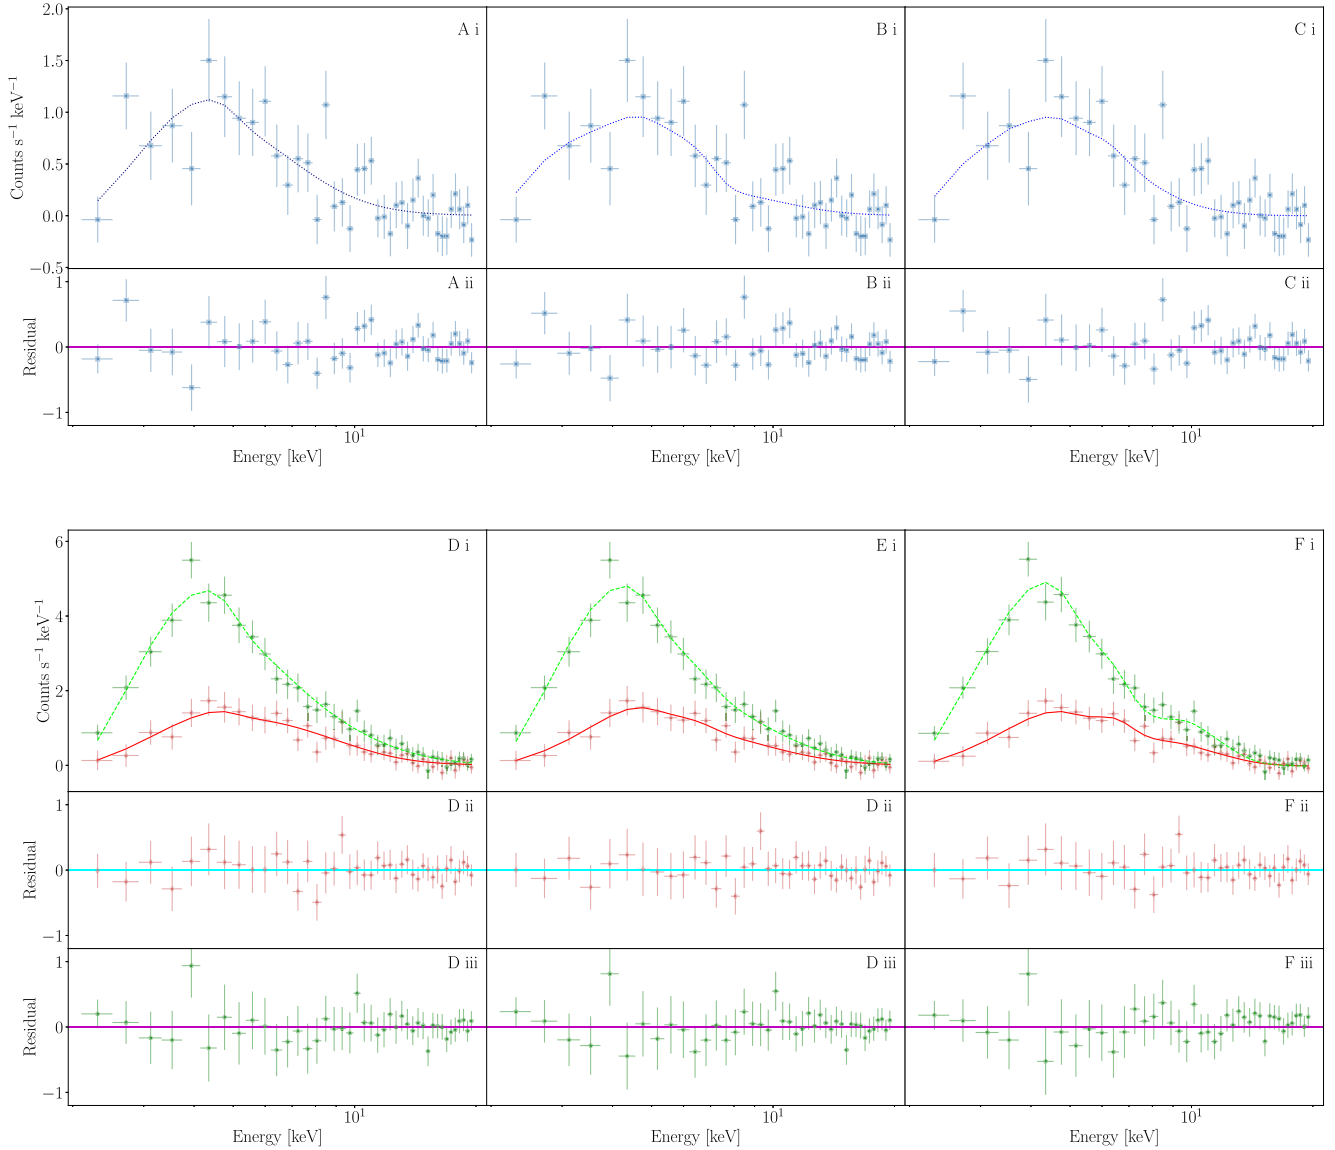 A i
B i
C i
2.0
1.5
1.0
0.5
0.0
−0.5
Counts s⁻¹ keV⁻¹
A ii
B ii
C ii
1
0
−1
Residual
10¹
10¹
10¹
Energy [keV]
Energy [keV]
Energy [keV]
D i
E i
F i
6
4
2
0
Counts s⁻¹ keV⁻¹
D ii
D ii
F ii
1
0
−1
Residual
D iii
D iii
F iii
1
0
−1
Residual
10¹
10¹
10¹
Energy [keV]
Energy [keV]
Energy [keV]